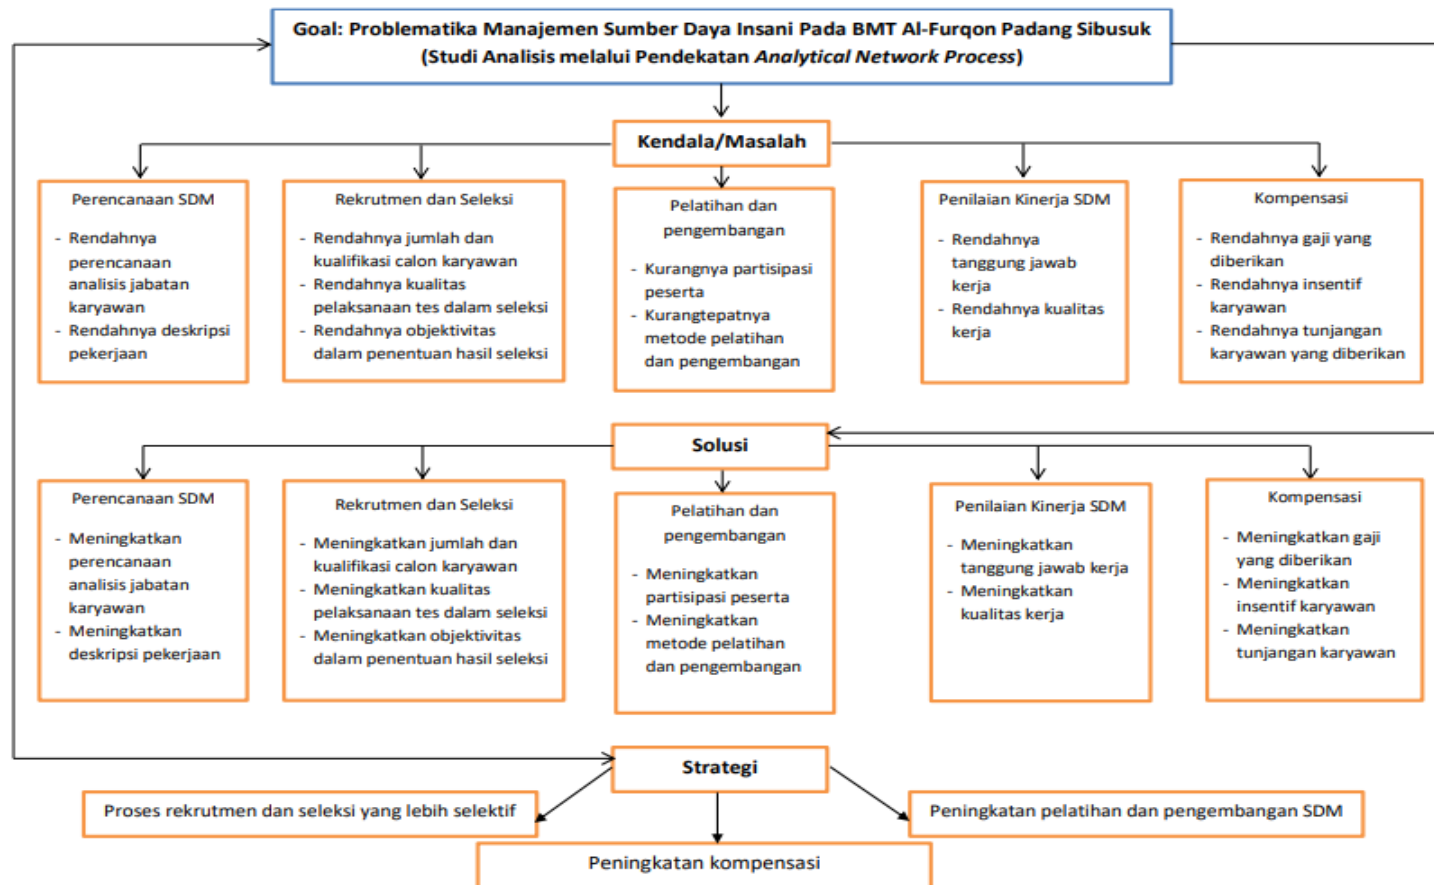 Goal: Problematika Manajemen Sumber Daya Insani Pada BMT Al-Furqon Padang Sibusuk
(Studi Analisis melalui Pendekatan Analytical Network Process)
Kendala/Masalah
Perencanaan SDM
- Rendahnya
perencanaan
analisis jabatan
karyawan
- Rendahnya deskripsi
pekerjaan
Rekrutmen dan Seleksi
- Rendahnya jumlah dan
kualifikasi calon karyawan
- Rendahnya kualitas
pelaksanaan tes dalam seleksi
- Rendahnya objektivitas
dalam penentuan hasil seleksi
Pelatihan dan
pengembangan
- Kurangnya partisipasi
peserta
- Kurangtepatnya
metode pelatihan
dan pengembangan
Penilaian Kinerja SDM
- Rendahnya
tanggung jawab
kerja
- Rendahnya kualitas
kerja
Kompensasi
- Rendahnya gaji yang
diberikan
- Rendahnya insentif
karyawan
- Rendahnya tunjangan
karyawan yang diberikan
Solusi
Perencanaan SDM
- Meningkatkan
perencanaan
analisis jabatan
karyawan
- Meningkatkan
deskripsi pekerjaan
Rekrutmen dan Seleksi
- Meningkatkan jumlah dan
kualifikasi calon karyawan
- Meningkatkan kualitas
pelaksanaan tes dalam seleksi
- Meningkatkan objektivitas
dalam penentuan hasil seleksi
Pelatihan dan
pengembangan
- Meningkatkan
partisipasi peserta
- Meningkatkan
metode pelatihan
dan pengembangan
Penilaian Kinerja SDM
- Meningkatkan
tanggung jawab kerja
- Meningkatkan
kualitas kerja
Kompensasi
- Meningkatkan gaji
yang diberikan
- Meningkatkan
insentif karyawan
- Meningkatkan
tunjangan karyawan
Strategi
Proses rekrutmen dan seleksi yang lebih selektif
Peningkatan pelatihan dan pengembangan SDM
Peningkatan kompensasi